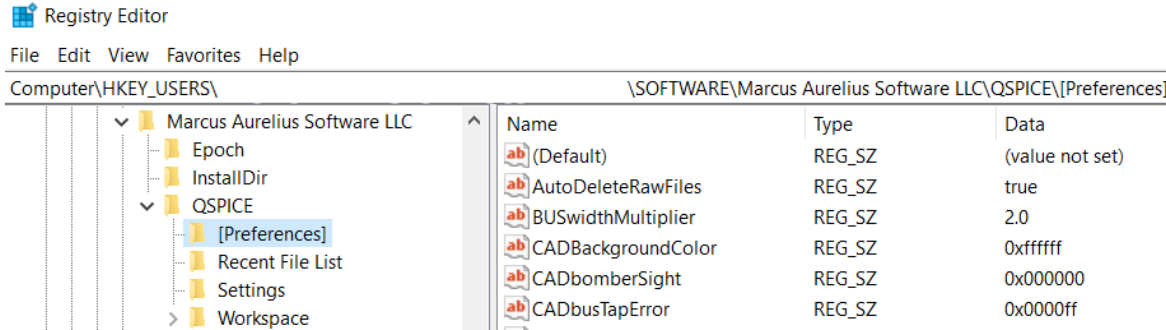 Registry Editor
File Edit View Favorites Help
Computer\HKEY_USERS\ \SOFTWARE\Marcus Aurelius Software LLC\QSPICE\[Preferences]
Marcus Aurelius Software LLC
Epoch
InstallDir
QSPICE
[Preferences]
Recent File List
Settings
Workspace
Name Type Data
(Default) REG_SZ (value not set)
AutoDeleteRawFiles REG_SZ true
BUSwidthMultiplier REG_SZ 2.0
CADBackgroundColor REG_SZ 0xffffff
CADbomberSight REG_SZ 0x000000
CADbusTapError REG_SZ 0x0000ff